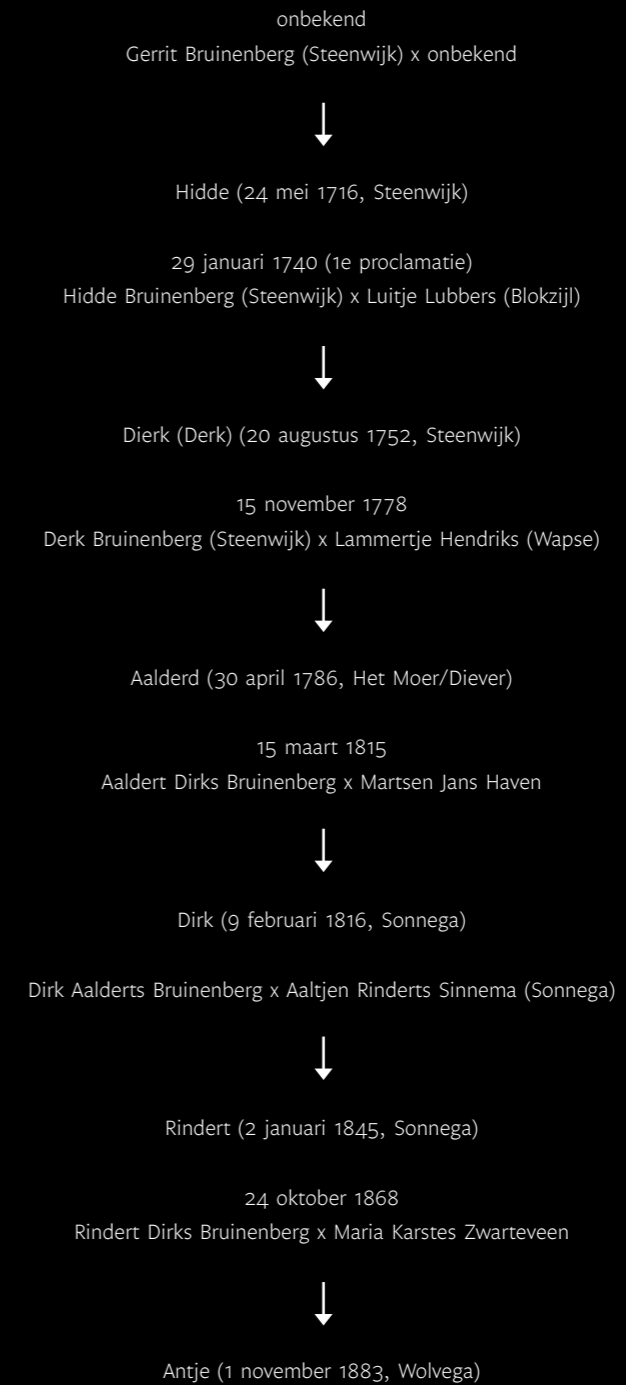 onbekend
Gerrit Bruinenberg (Steenwijk) x onbekend
Hidde (24 mei 1716, Steenwijk)
29 januari 1740 (1e proclamatie)
Hidde Bruinenberg (Steenwijk) x Luitje Lubbers (Blokzijl)
Dierk (Derk) (20 augustus 1752, Steenwijk)
15 november 1778
Derk Bruinenberg (Steenwijk) x Lammertje Hendriks (Wapse)
Aalderd (30 april 1786, Het Moer/Diever)
15 maart 1815
Aaldert Dirks Bruinenberg x Martsen Jans Haven
Dirk (9 februari 1816, Sonnega)
Dirk Aalderts Bruinenberg x Aaltjen Rinderts Sinnema (Sonnega)
Rindert (2 januari 1845, Sonnega)
24 oktober 1868
Rindert Dirks Bruinenberg x Maria Karstes Zwarteveen
Antje (1 november 1883, Wolvega)